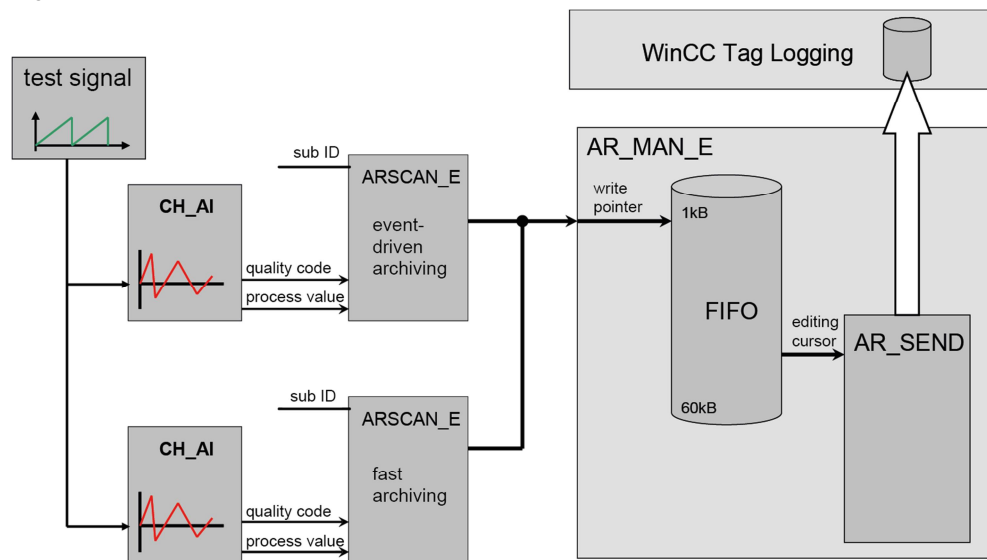 WinCC Tag Logging
test signal
AR_MAN_E
sub ID
ARSCAN_E
write
pointer
1kB
CH_AI
event-
driven
archiving
quality code
process value
FIFO
editing
cursor
AR_SEND
60kB
sub ID
ARSCAN_E
CH_AI
fast
archiving
quality code
process value